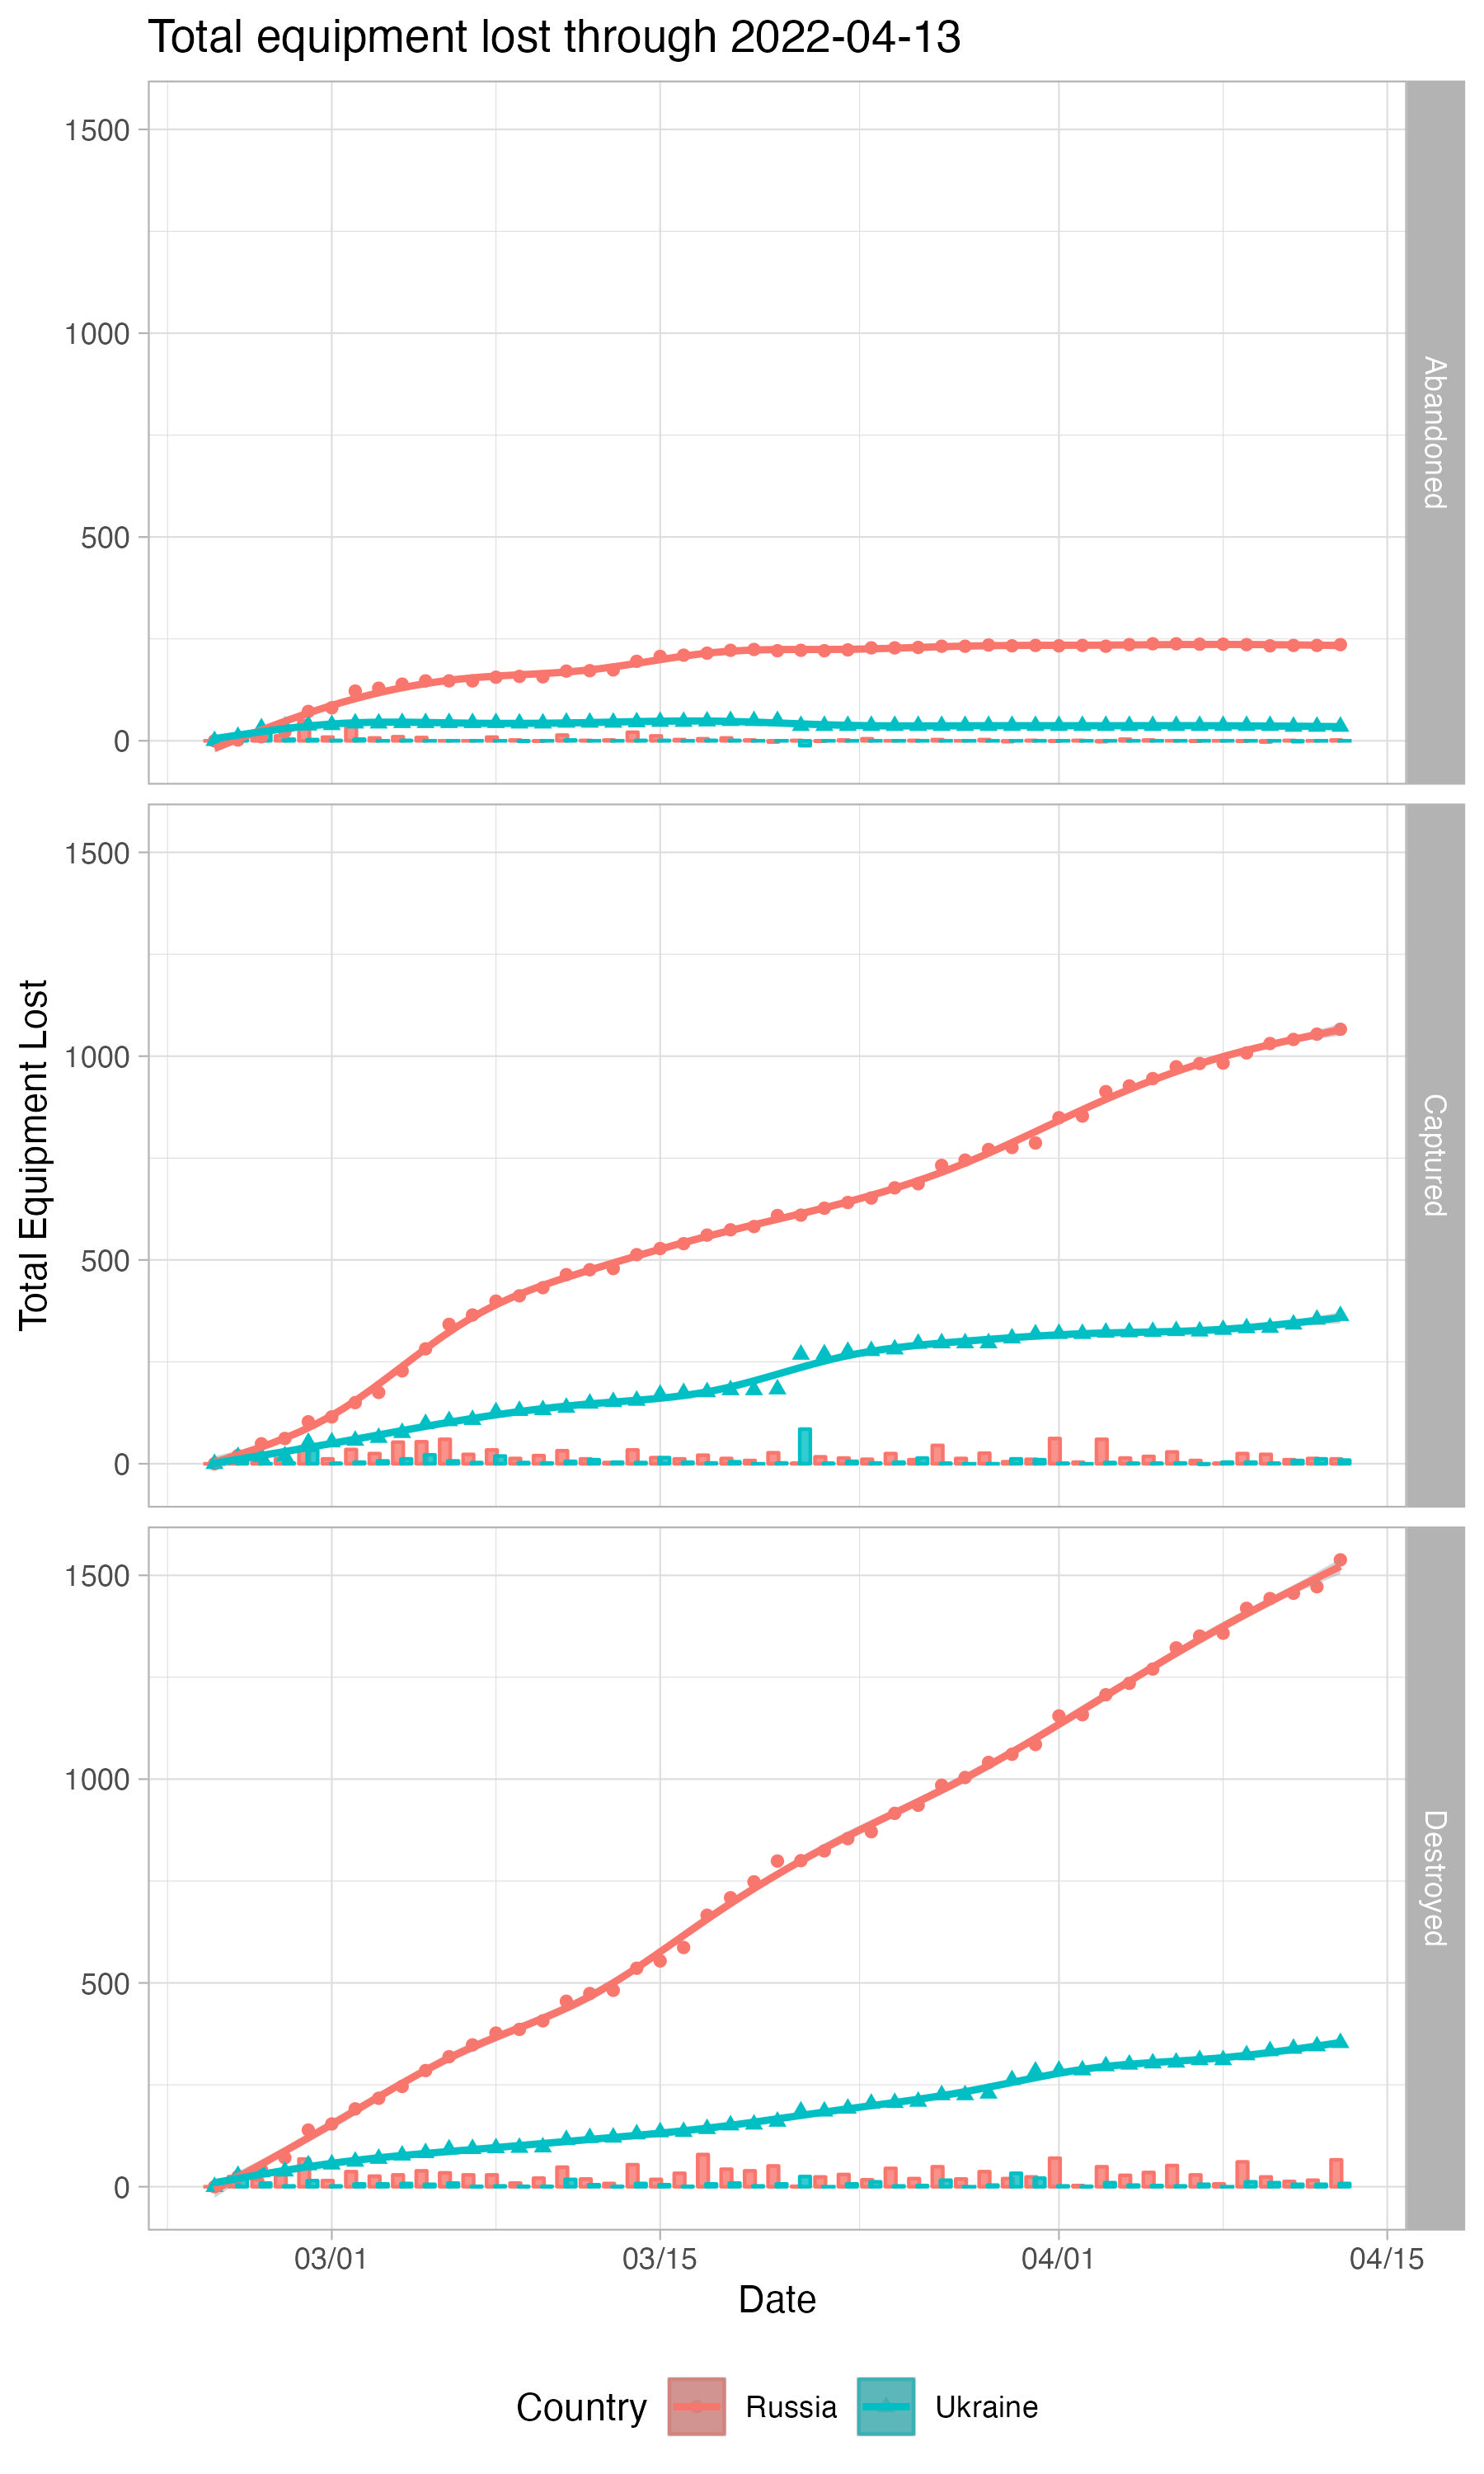 Total equipment lost through 2022-04-13
1500
1000
500
0
Abandoned
Total Equipment Lost
1500
1000
500
0
Captured
1500
1000
500
0
Destroyed
03/01 03/15 04/01 04/15
Date
Country Russia Ukraine